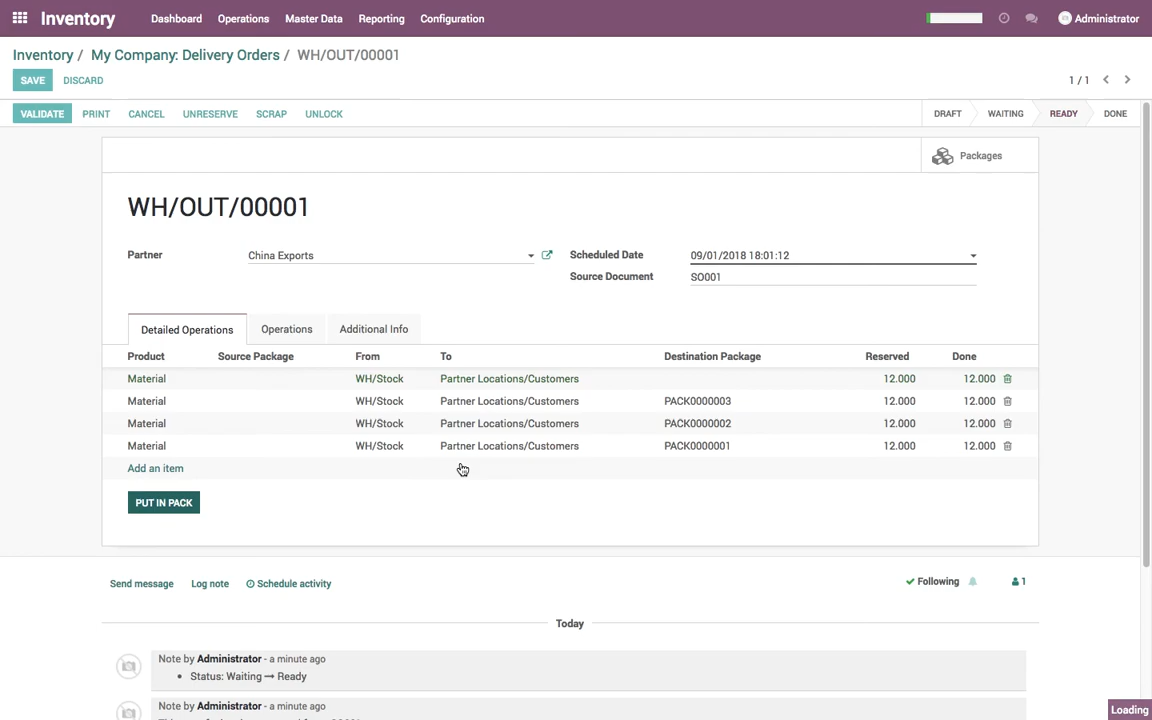 Inventory Dashboard Operations Master Data Reporting Configuration Administrator
Inventory / My Company: Delivery Orders / WH/OUT/00001
SAVE DISCARD 1 / 1
VALIDATE PRINT CANCEL UNRESERVE SCRAP UNLOCK DRAFT WAITING READY DONE
Packages
WH/OUT/00001
Partner China Exports Scheduled Date 09/01/2018 18:01:12
Source Document SO001
Detailed Operations Operations Additional Info
Product Source Package From To Destination Package Reserved Done
Material WH/Stock Partner Locations/Customers 12.000 12.000
Material WH/Stock Partner Locations/Customers PACK0000003 12.000 12.000
Material WH/Stock Partner Locations/Customers PACK0000002 12.000 12.000
Material WH/Stock Partner Locations/Customers PACK0000001 12.000 12.000
Add an item
PUT IN PACK
Send message Log note Schedule activity Following 1
Today
Note by Administrator - a minute ago
• Status: Waiting → Ready
Note by Administrator - a minute ago
Loading